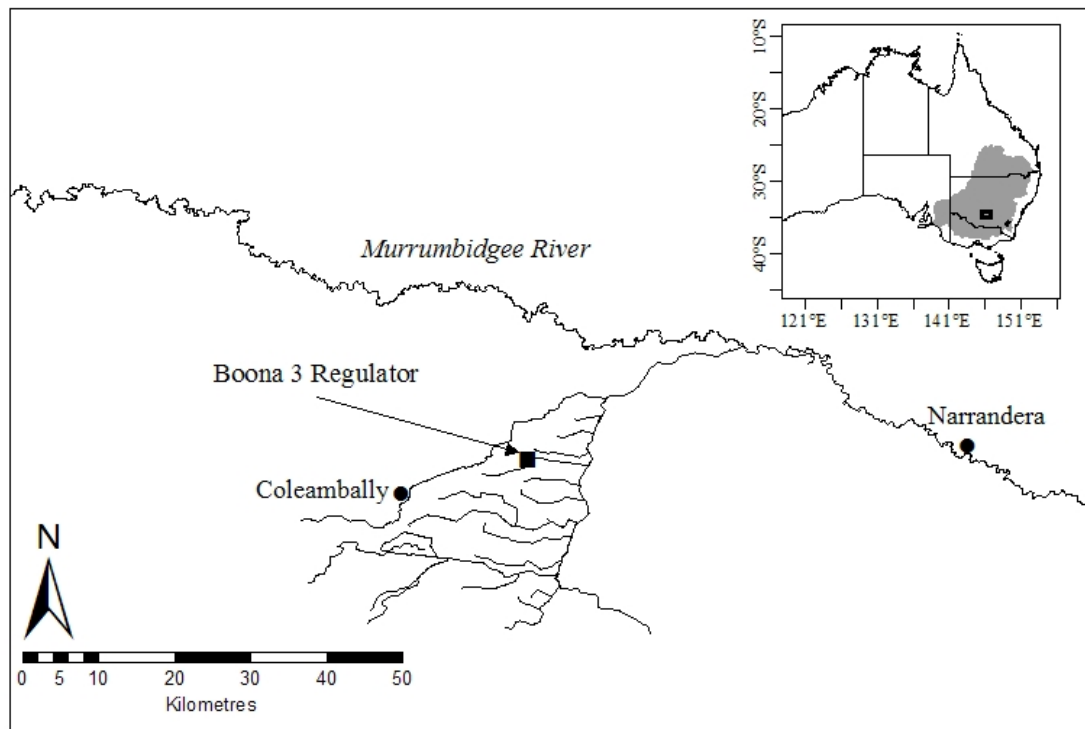 10°S
20°S
30°S
40°S
121°E 131°E 141°E 151°E
Murrumbidgee River
Boona 3 Regulator
Narrandera
Coleambally
N
0 5 10 20 30 40 50
Kilometres